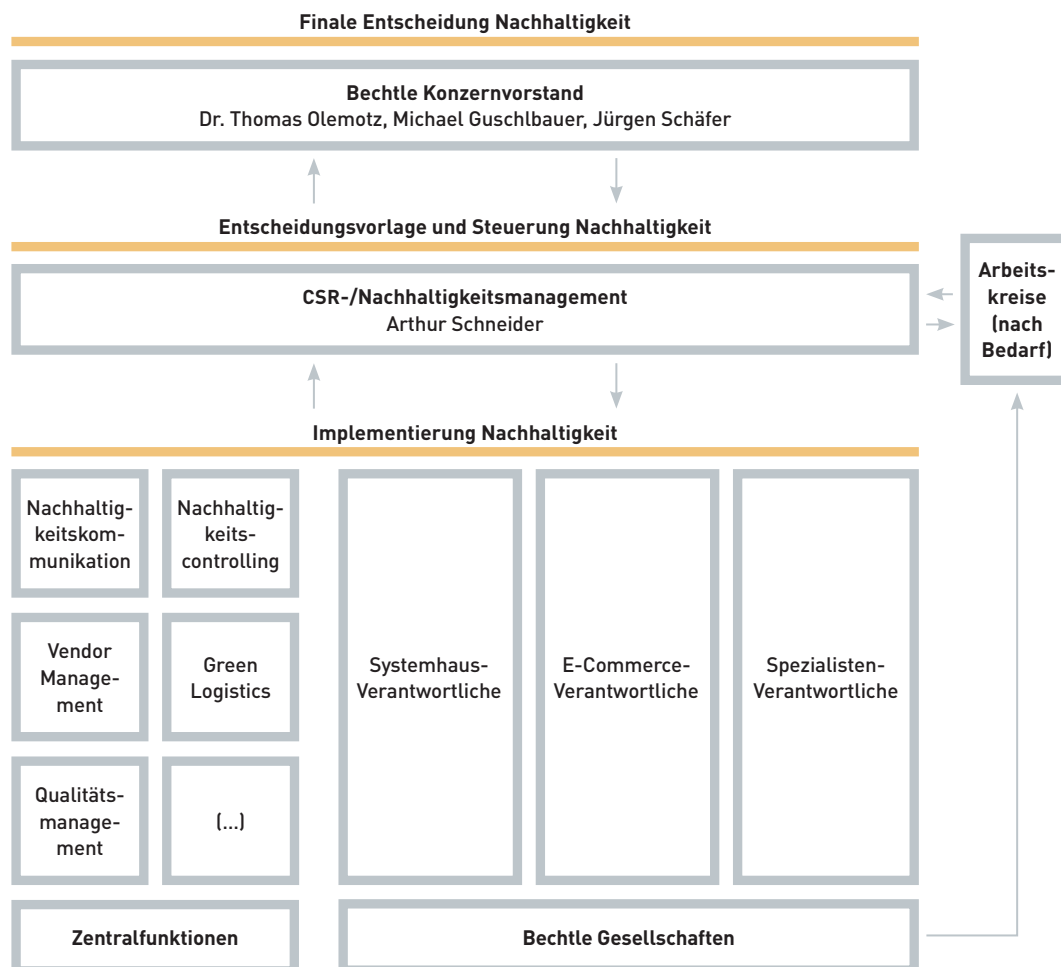 Finale Entscheidung Nachhaltigkeit
Bechtle Konzernvorstand
Dr. Thomas Olemotz, Michael Guschlbauer, Jürgen Schäfer
Entscheidungsvorlage und Steuerung Nachhaltigkeit
CSR-/Nachhaltigkeitsmanagement
Arthur Schneider
Arbeits-
kreise
(nach
Bedarf)
Implementierung Nachhaltigkeit
Nachhaltig-
keitskom-
munikation
Nachhaltig-
keits-
controlling
Vendor
Manage-
ment
Green
Logistics
Qualitäts-
manage-
ment
(...)
Systemhaus-
Verantwortliche
E-Commerce-
Verantwortliche
Spezialisten-
Verantwortliche
Zentralfunktionen
Bechtle Gesellschaften